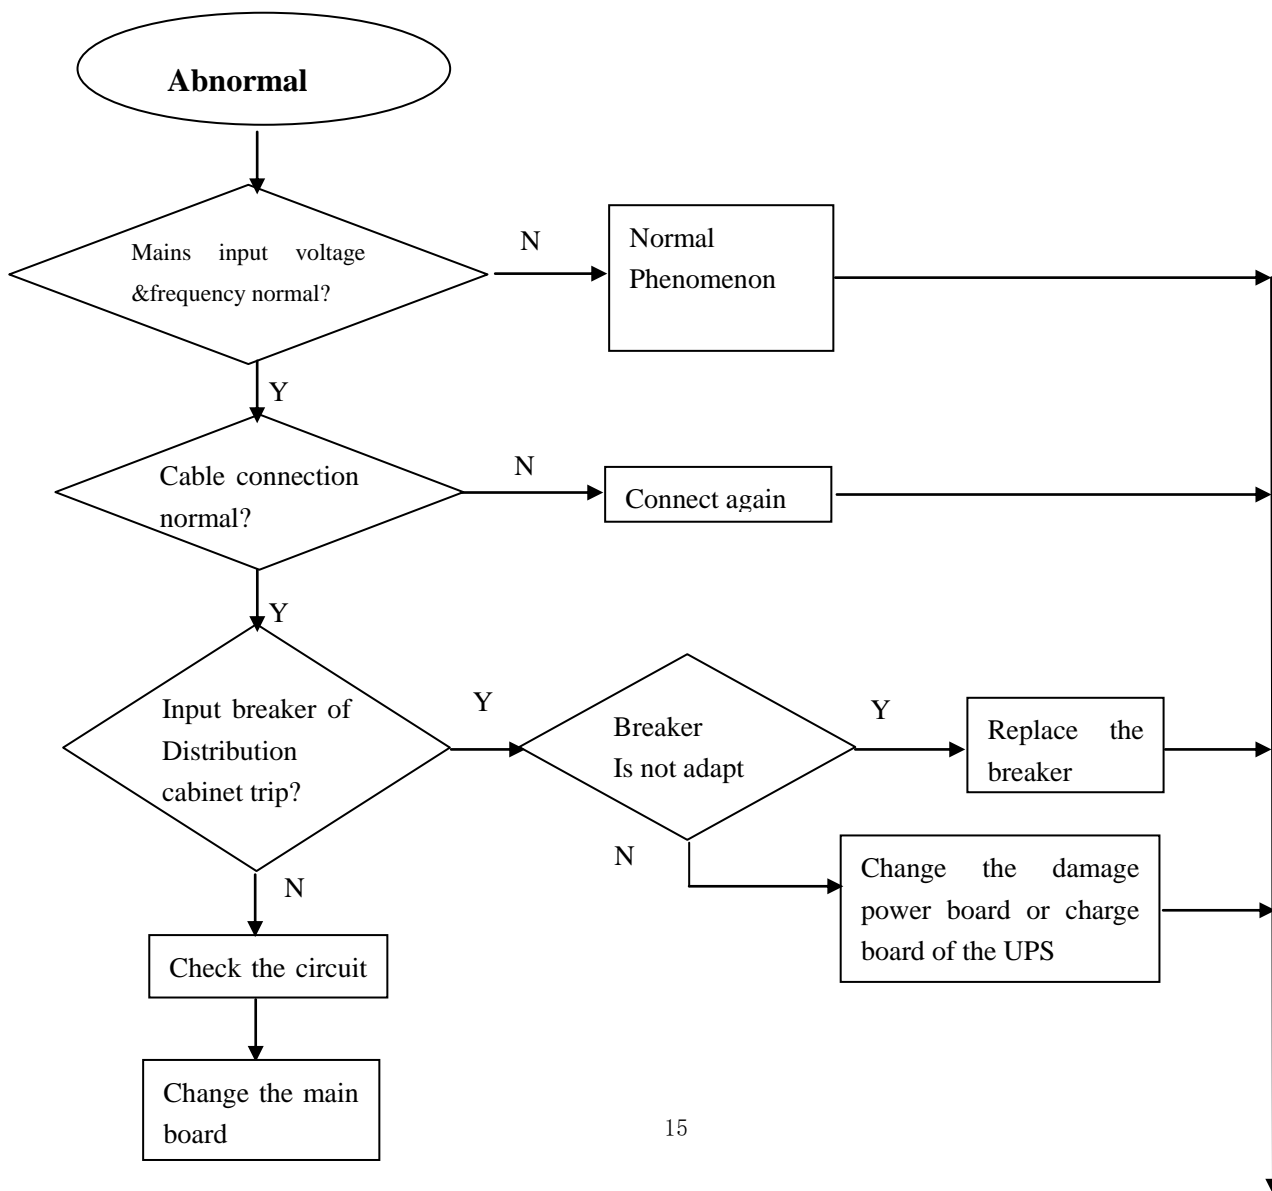 Abnormal
Mains input voltage
&frequency normal?
N
Normal
Phenomenon
Y
Cable connection
normal?
N
Connect again
Y
Input breaker of
Distribution
cabinet trip?
Y
Breaker
Is not adapt
Y
Replace the
breaker
N
Change the damage
power board or charge
board of the UPS
N
Check the circuit
Change the main
board
15